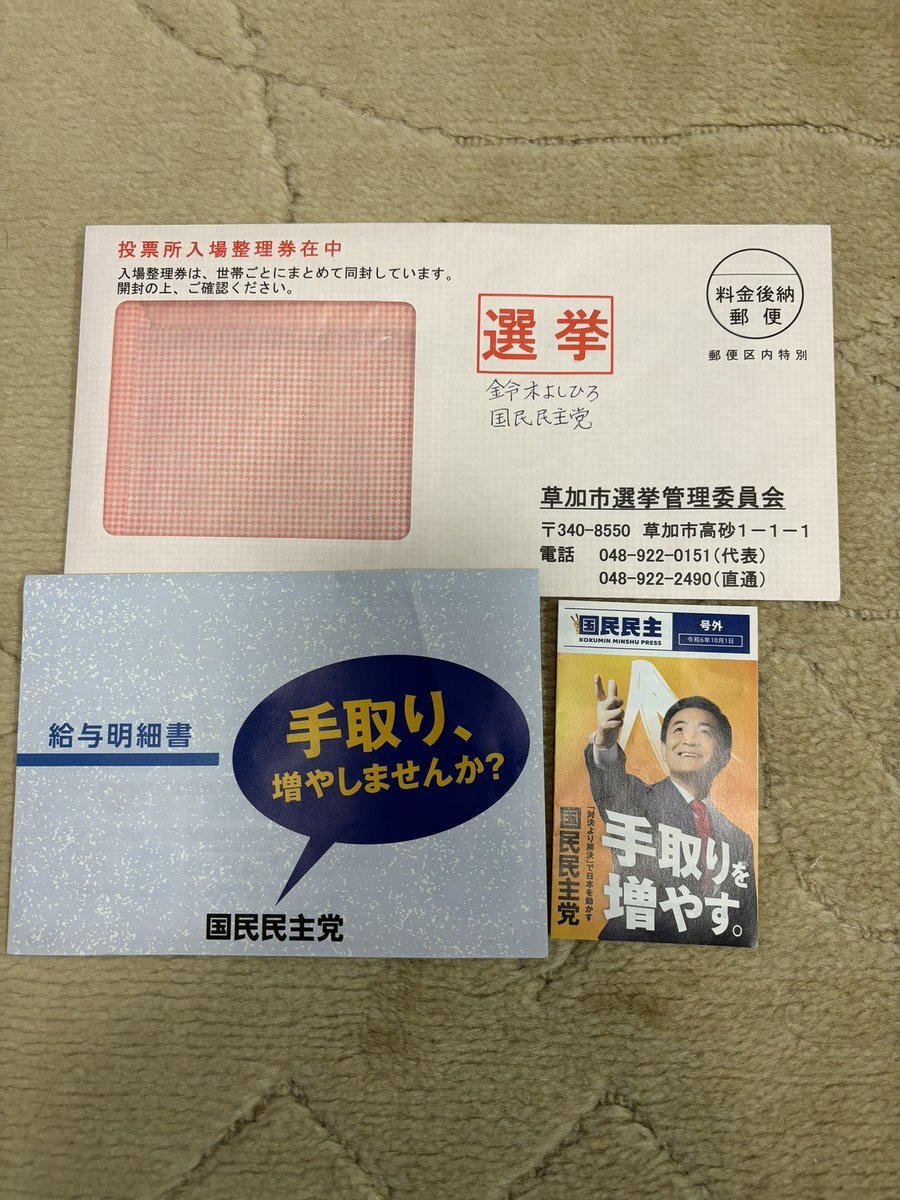 投票所入場整理券在中
入場整理券は、世帯ごとにまとめて同封しています。
開封の上、ご確認ください。
選挙
鈴木よしひろ
国民民主党
料金後納
郵便
郵便区内特別
草加市選挙管理委員会
〒340-8550 草加市高砂1-1-1
電話 048-922-0151(代表)
048-922-2490(直通)
給与明細書
手取り、
増やしませんか?
国民民主党
国民民主
KOKUMIN MINSHU PRESS
号外
令和6年10月1日
「対決より解決」で日本を動かす
国民民主党
手取りを
増やす。